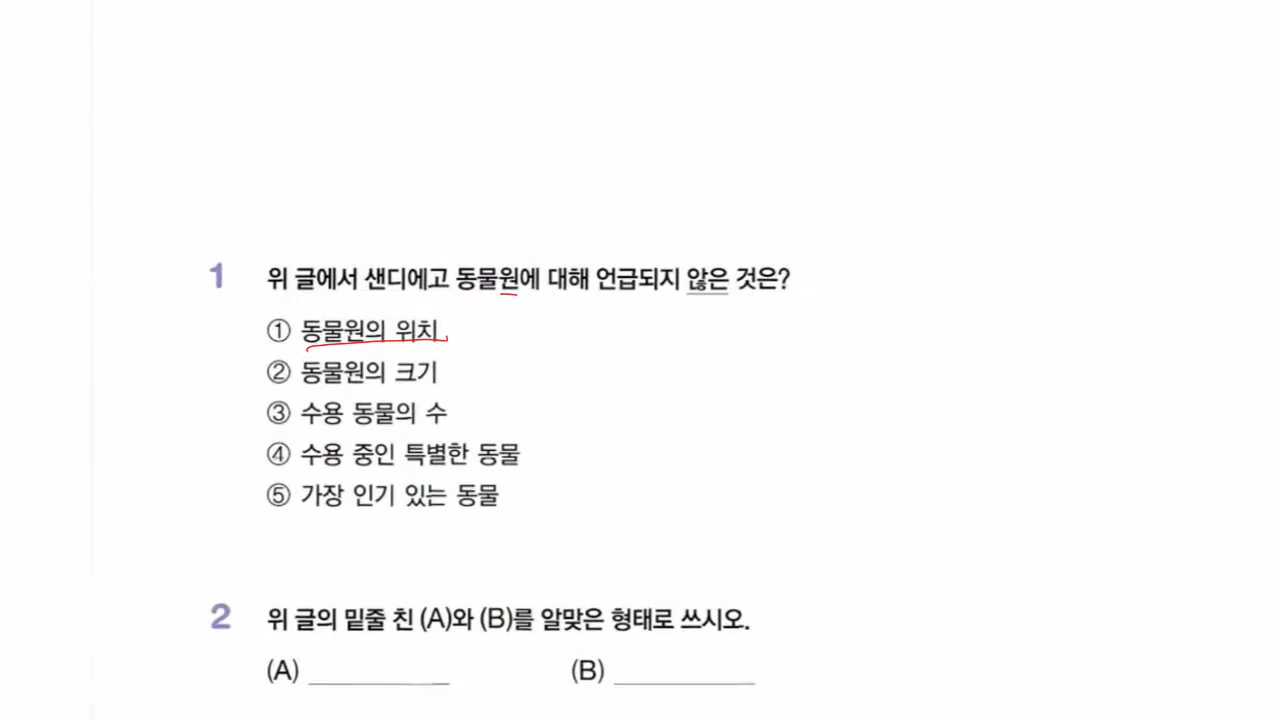 1 위 글에서 샌디에고 동물원에 대해 언급되지 않은 것은?
① 동물원의 위치
② 동물원의 크기
③ 수용 동물의 수
④ 수용 중인 특별한 동물
⑤ 가장 인기 있는 동물
2 위 글의 밑줄 친 (A)와 (B)를 알맞은 형태로 쓰시오.
(A) __________ (B) __________